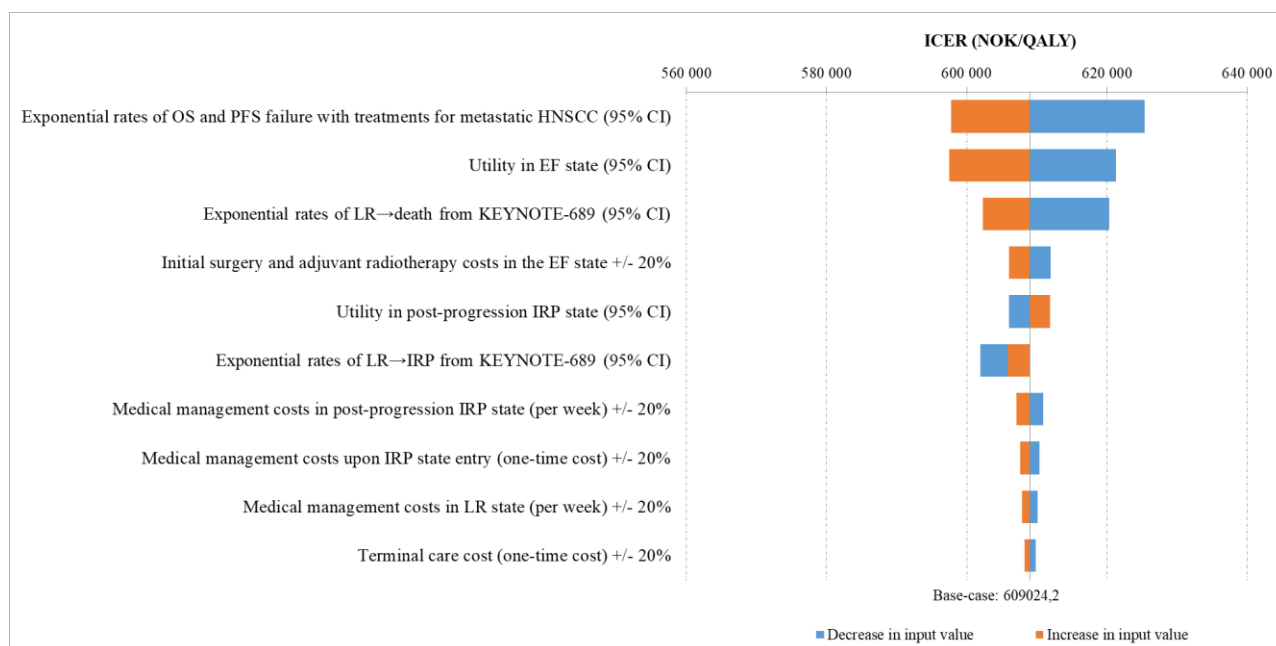 ICER (NOK/QALY)
560 000 580 000 600 000 620 000 640 000
Exponential rates of OS and PFS failure with treatments for metastatic HNSCC (95% CI)
Utility in EF state (95% CI)
Exponential rates of LR→death from KEYNOTE-689 (95% CI)
Initial surgery and adjuvant radiotherapy costs in the EF state +/- 20%
Utility in post-progression IRP state (95% CI)
Exponential rates of LR→IRP from KEYNOTE-689 (95% CI)
Medical management costs in post-progression IRP state (per week) +/- 20%
Medical management costs upon IRP state entry (one-time cost) +/- 20%
Medical management costs in LR state (per week) +/- 20%
Terminal care cost (one-time cost) +/- 20%
Base-case: 609024,2
Decrease in input value Increase in input value